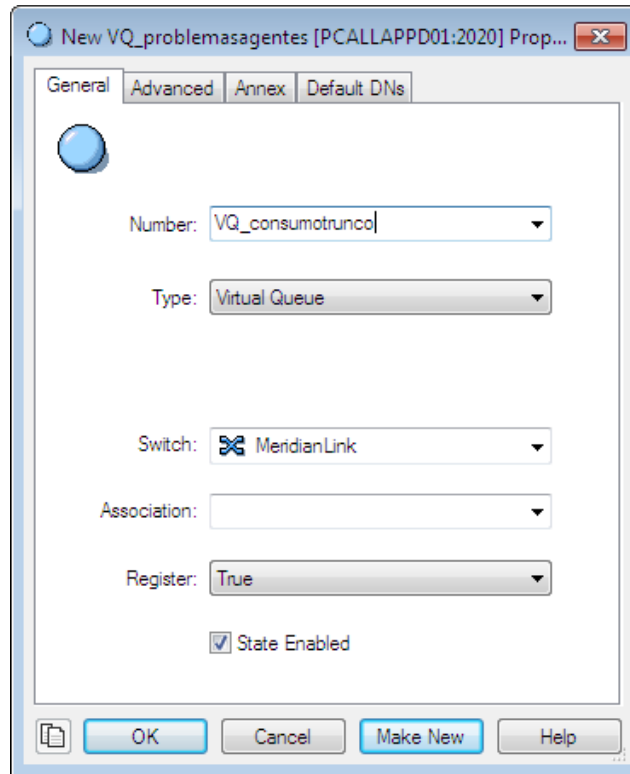 New VQ_problemasagentes [PCALLAPPD01:2020] Prop...
General Advanced Annex Default DNs
Number: VQ_consumotrunco
Type: Virtual Queue
Switch: MeridianLink
Association:
Register: True
State Enabled
OK Cancel Make New Help